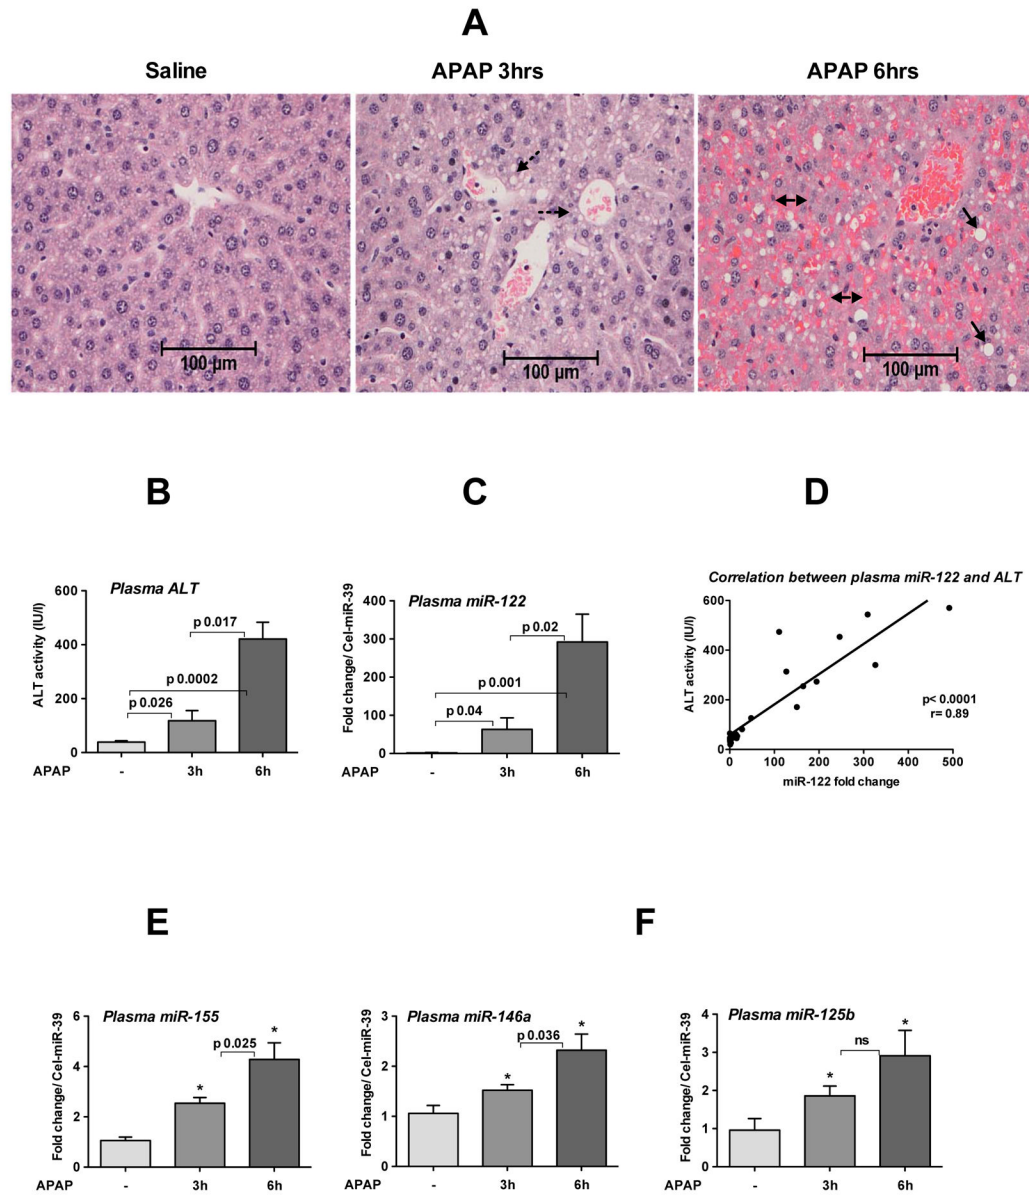 A
Saline
APAP 3hrs
APAP 6hrs
100 µm
100 µm
100 µm
B
C
D
Plasma ALT
ALT activity (IU/l)
600
400
200
0
p 0.017
p 0.0002
p 0.026
APAP
-
3h
6h
Plasma miR-122
Fold change/ Cel-miR-39
400
300
200
100
0
p 0.02
p 0.001
p 0.04
APAP
-
3h
6h
Correlation between plasma miR-122 and ALT
ALT activity (IU/l)
600
400
200
0
p< 0.0001
r= 0.89
0
100
200
300
400
500
miR-122 fold change
E
F
Plasma miR-155
Fold change/ Cel-miR-39
6
4
2
0
*
p 0.025
*
APAP
-
3h
6h
Plasma miR-146a
Fold change/ Cel-miR-39
3
2
1
0
*
p 0.036
*
APAP
-
3h
6h
Plasma miR-125b
Fold change/ Cel-miR-39
4
3
2
1
0
*
ns
*
APAP
-
3h
6h